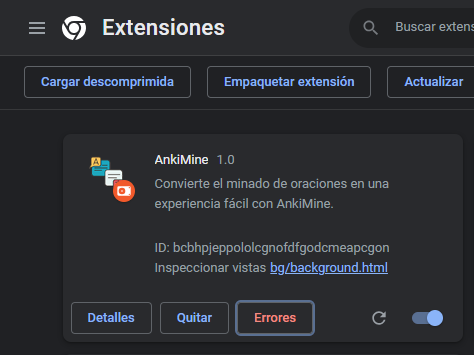 Extensiones
Buscar extens
Cargar descomprimida
Empaquetar extensión
Actualizar
AnkiMine 1.0
Convierte el minado de oraciones en una
experiencia fácil con AnkiMine.
ID: bcbhpjeppololcgnofdfgodcmeapcgon
Inspeccionar vistas bg/background.html
Detalles
Quitar
Errores